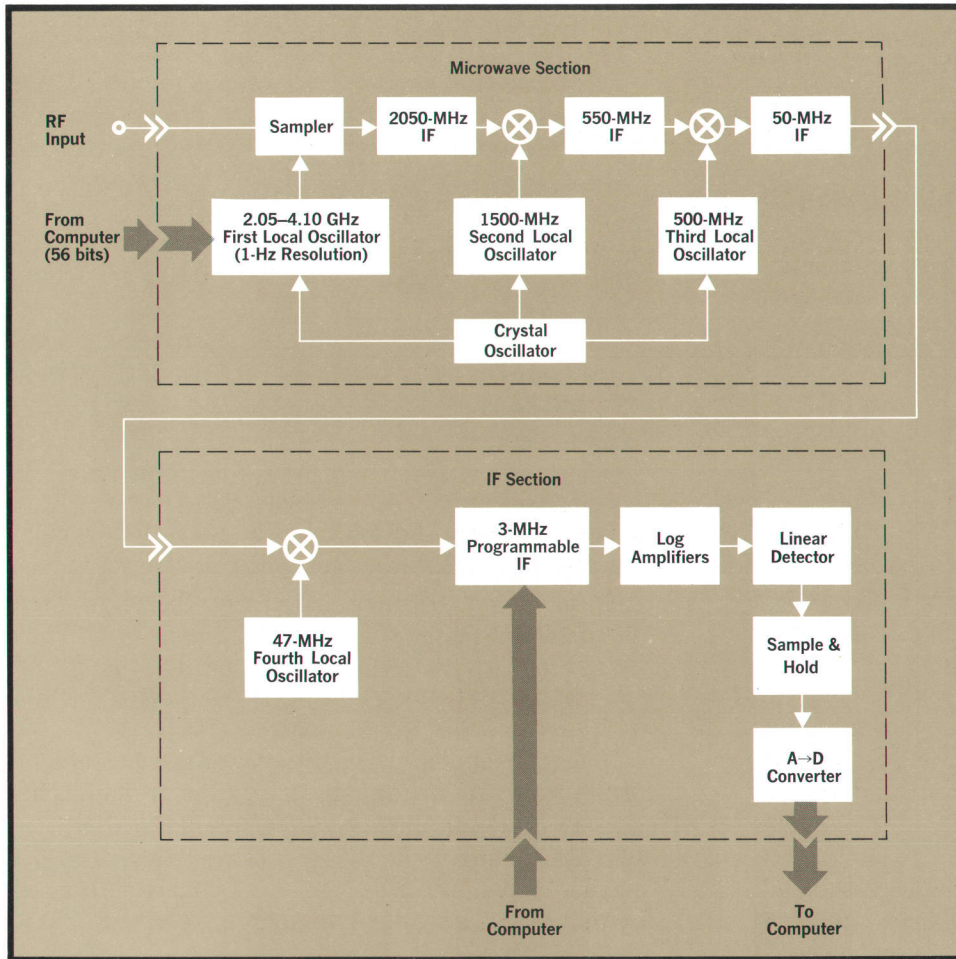 Microwave Section
RF
Input
Sampler
2050-MHz
IF
550-MHz
IF
50-MHz
IF
From
Computer
(56 bits)
2.05–4.10 GHz
First Local Oscillator
(1-Hz Resolution)
1500-MHz
Second Local
Oscillator
500-MHz
Third Local
Oscillator
Crystal
Oscillator
IF Section
3-MHz
Programmable
IF
Log
Amplifiers
Linear
Detector
47-MHz
Fourth Local
Oscillator
Sample &
Hold
A→D
Converter
From
Computer
To
Computer